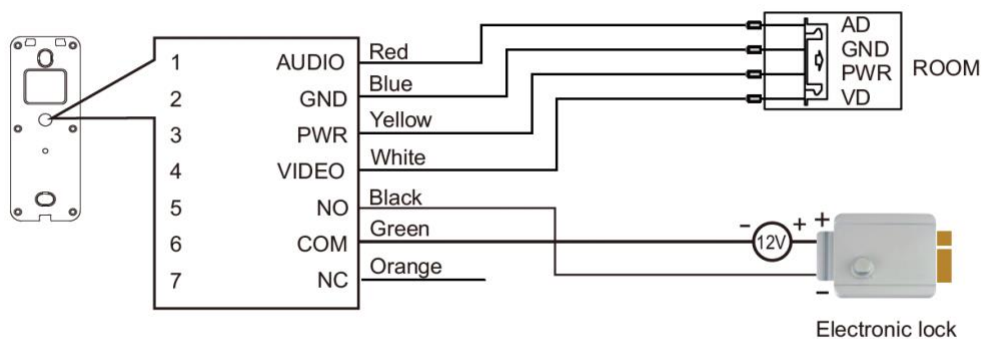 1 AUDIO Red
2 GND Blue
3 PWR Yellow
4 VIDEO White
5 NO Black
6 COM Green
7 NC Orange
AD
GND
PWR
VD
ROOM
- 12V + +
-
Electronic lock